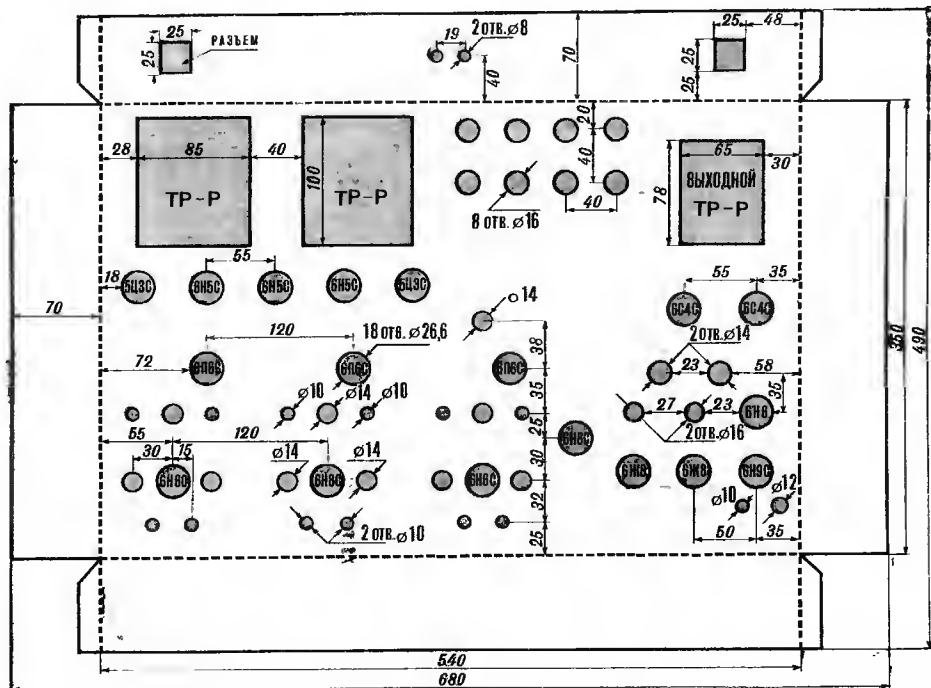 25 19 2 ОТВ. ⌀8 25 48
25 РАЗЪЕМ 40 70 25
25
28 85 40 100 20 65 30
ТР-Р ТР-Р 40 78 ВЫХОДНОЙ
ТР-Р
8 ОТВ. ⌀16 40
55 55 35
18 5Ц3С 6Н5С 6Н5С 6Н5С 5Ц3С
6С4С 6С4С
70 14
120 18 ОТВ. ⌀26,6 38 2 ОТВ. ⌀14
72 6П6С 6П6С 6П6С 23 58
⌀10 ⌀14 ⌀10 35 27 23 6Ж8 35
55 120 25 6Н8С 2 ОТВ. ⌀16
30 15 ⌀14 ⌀14 30
6Н8С 6Н8С 6Н8С 6Ж8 6Ж8 6Н9С
32 ⌀10 ⌀12
2 ОТВ. ⌀10 25 50 35
350 490
540
680